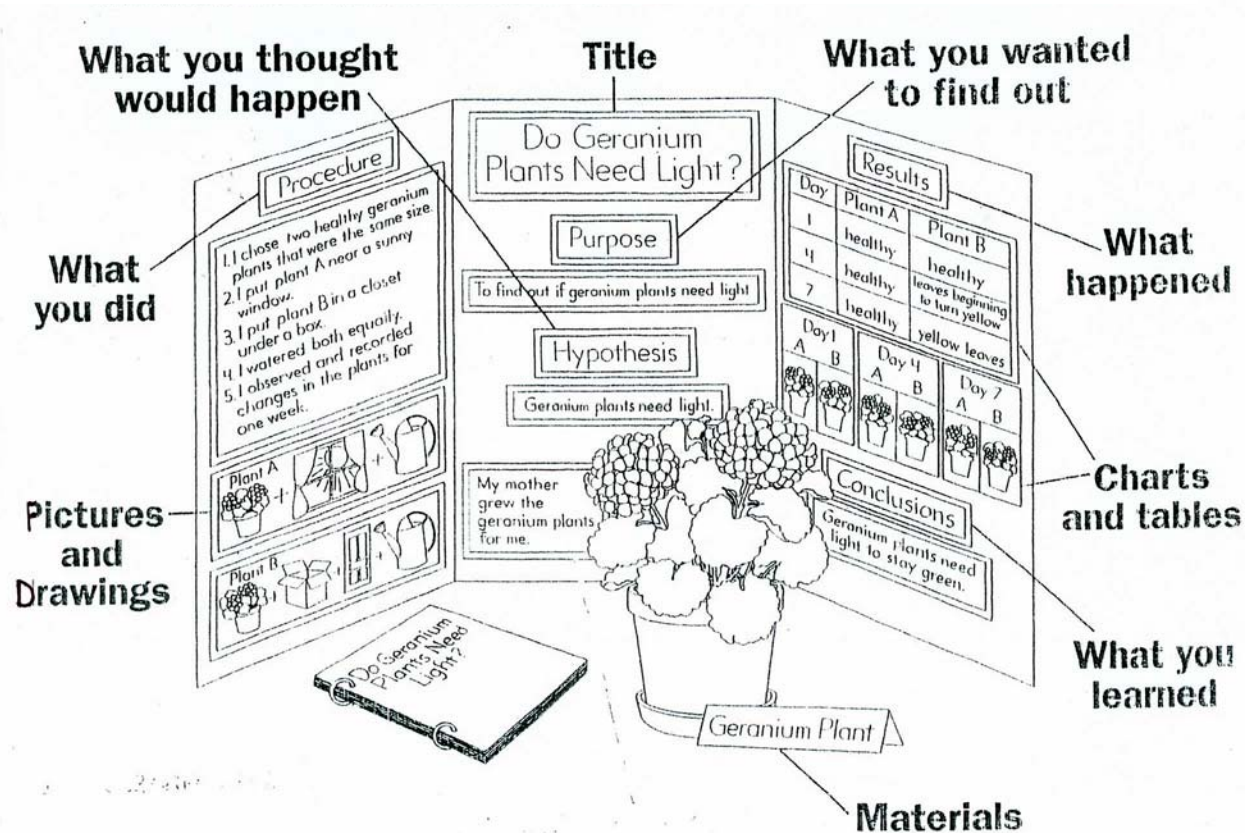 What you thought
would happen
Title
What you wanted
to find out
What
you did
Pictures
and
Drawings
Procedure
1. I chose two healthy geranium
plants that were the same size.
2. I put plant A near a sunny
window.
3. I put plant B in a closet
under a box.
4. I watered both equally.
5. I observed and recorded
changes in the plants for
one week.
Plant A
+
+
Plant B
+
+
+
Do Geranium
Plants Need Light?
Purpose
To find out if geranium plants need light
Hypothesis
Geranium plants need light.
My mother
grew the
geranium plants
for me.
Results
Day Plant A Plant B
1 healthy healthy
4 healthy leaves beginning
to turn yellow
7 healthy yellow leaves
Day 1
A B
Day 4
A B
Day 7
A B
Conclusions
Geranium plants need
light to stay green.
What
happened
Charts
and tables
What you
learned
Do Geranium
Plants Need
Light?
Geranium Plant
Materials